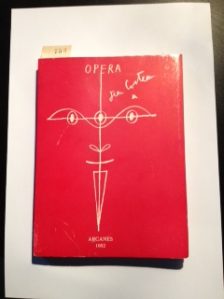 OPERA
Jean Cocteau
ARCANES
1952